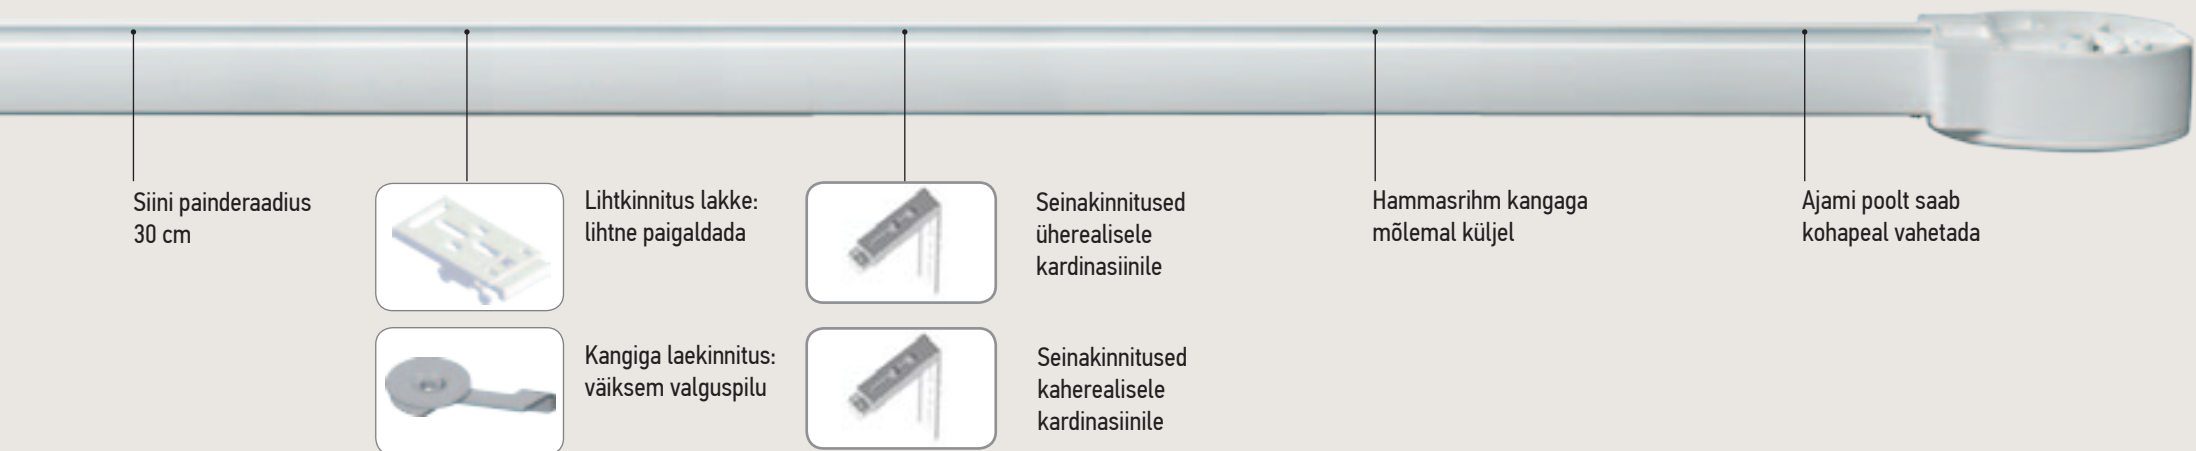 Siini painderaadius
30 cm
Lihtkinnitus lakke:
lihtne paigaldada
Kangiga laekinnitus:
väiksem valguspilu
Seinakinnitused
üherealisele
kardinasiinile
Seinakinnitused
kaherealisele
kardinasiinile
Hammasrihm kangaga
mõlemal küljel
Ajami poolt saab
kohapeal vahetada